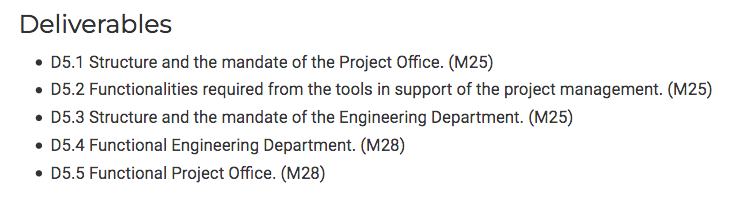 Deliverables
• D5.1 Structure and the mandate of the Project Office. (M25)
• D5.2 Functionalities required from the tools in support of the project management. (M25)
• D5.3 Structure and the mandate of the Engineering Department. (M25)
• D5.4 Functional Engineering Department. (M28)
• D5.5 Functional Project Office. (M28)